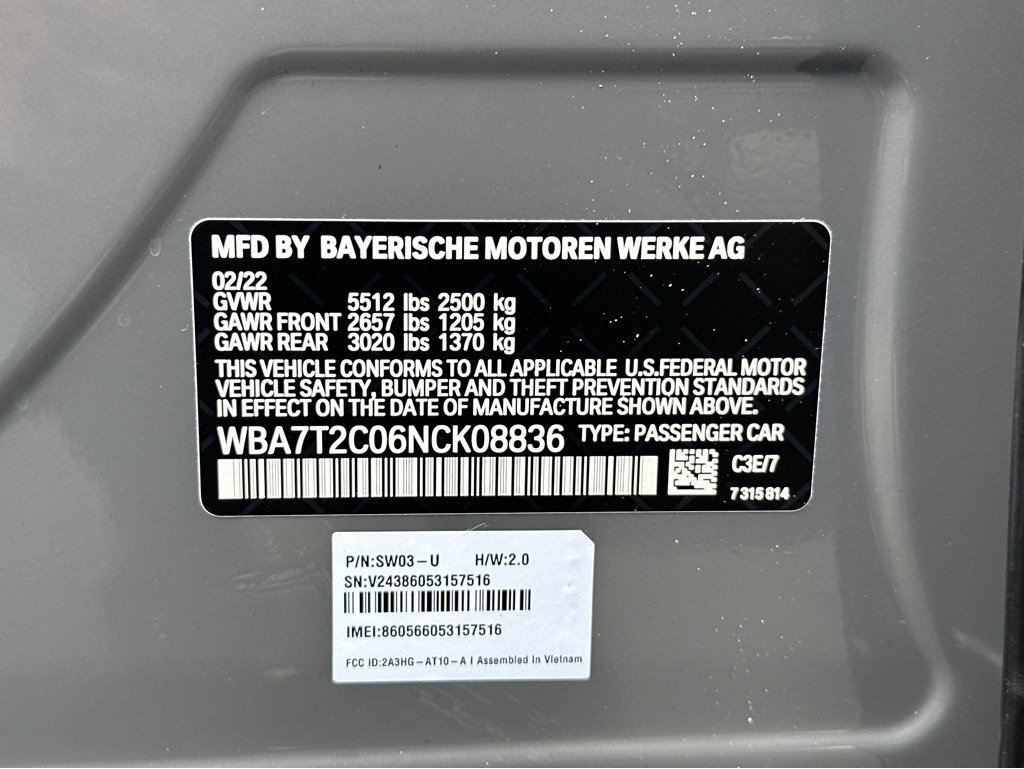 MFD BY BAYERISCHE MOTOREN WERKE AG
02/22
GVWR 5512 lbs 2500 kg
GAWR FRONT 2657 lbs 1205 kg
GAWR REAR 3020 lbs 1370 kg
THIS VEHICLE CONFORMS TO ALL APPLICABLE U.S.FEDERAL MOTOR
VEHICLE SAFETY, BUMPER AND THEFT PREVENTION STANDARDS
IN EFFECT ON THE DATE OF MANUFACTURE SHOWN ABOVE.
WBA7T2C06NCK08836 TYPE: PASSENGER CAR
C3E/7
7315814
P/N:SW03-U H/W:2.0
SN:V24386053157516
IMEI:860566053157516
FCC ID:2A3HG-AT10-A I Assembled in Vietnam